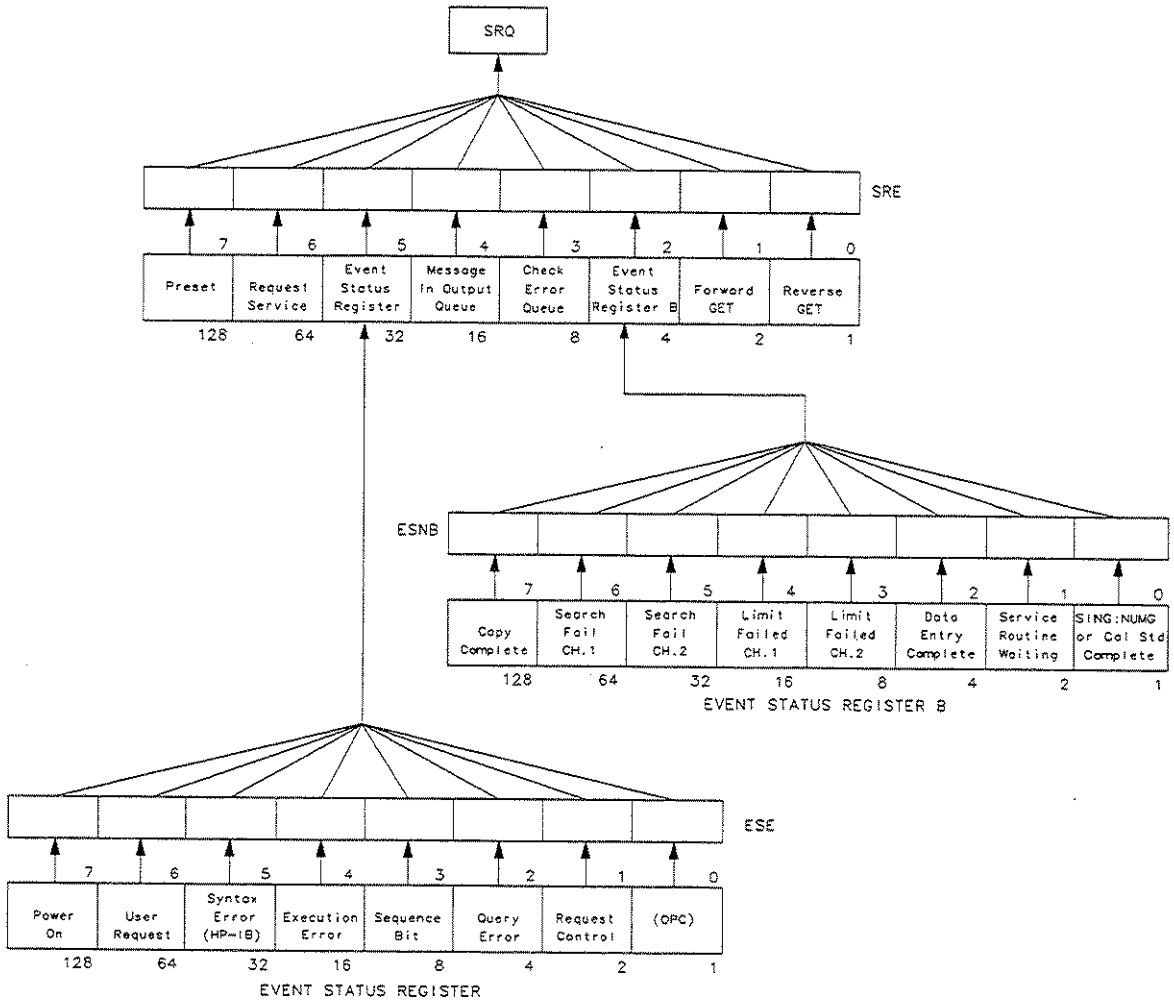 SRQ
SRE
7 6 5 4 3 2 1 0
Preset
Request
Service
Event
Status
Register
Message
in Output
Queue
Check
Error
Queue
Event
Status
Register B
Forward
GET
Reverse
GET
128 64 32 16 8 4 2 1
ESNB
7 6 5 4 3 2 1 0
Copy
Complete
Search
Fail
CH.1
Search
Fail
CH.2
Limit
Failed
CH.1
Limit
Failed
CH.2
Data
Entry
Complete
Service
Routine
Waiting
SING:NUMG
or Cal Std
Complete
128 64 32 16 8 4 2 1
EVENT STATUS REGISTER B
ESE
7 6 5 4 3 2 1 0
Power
On
User
Request
Syntax
Error
(HP-IB)
Execution
Error
Sequence
Bit
Query
Error
Request
Control
(OPC)
128 64 32 16 8 4 2 1
EVENT STATUS REGISTER